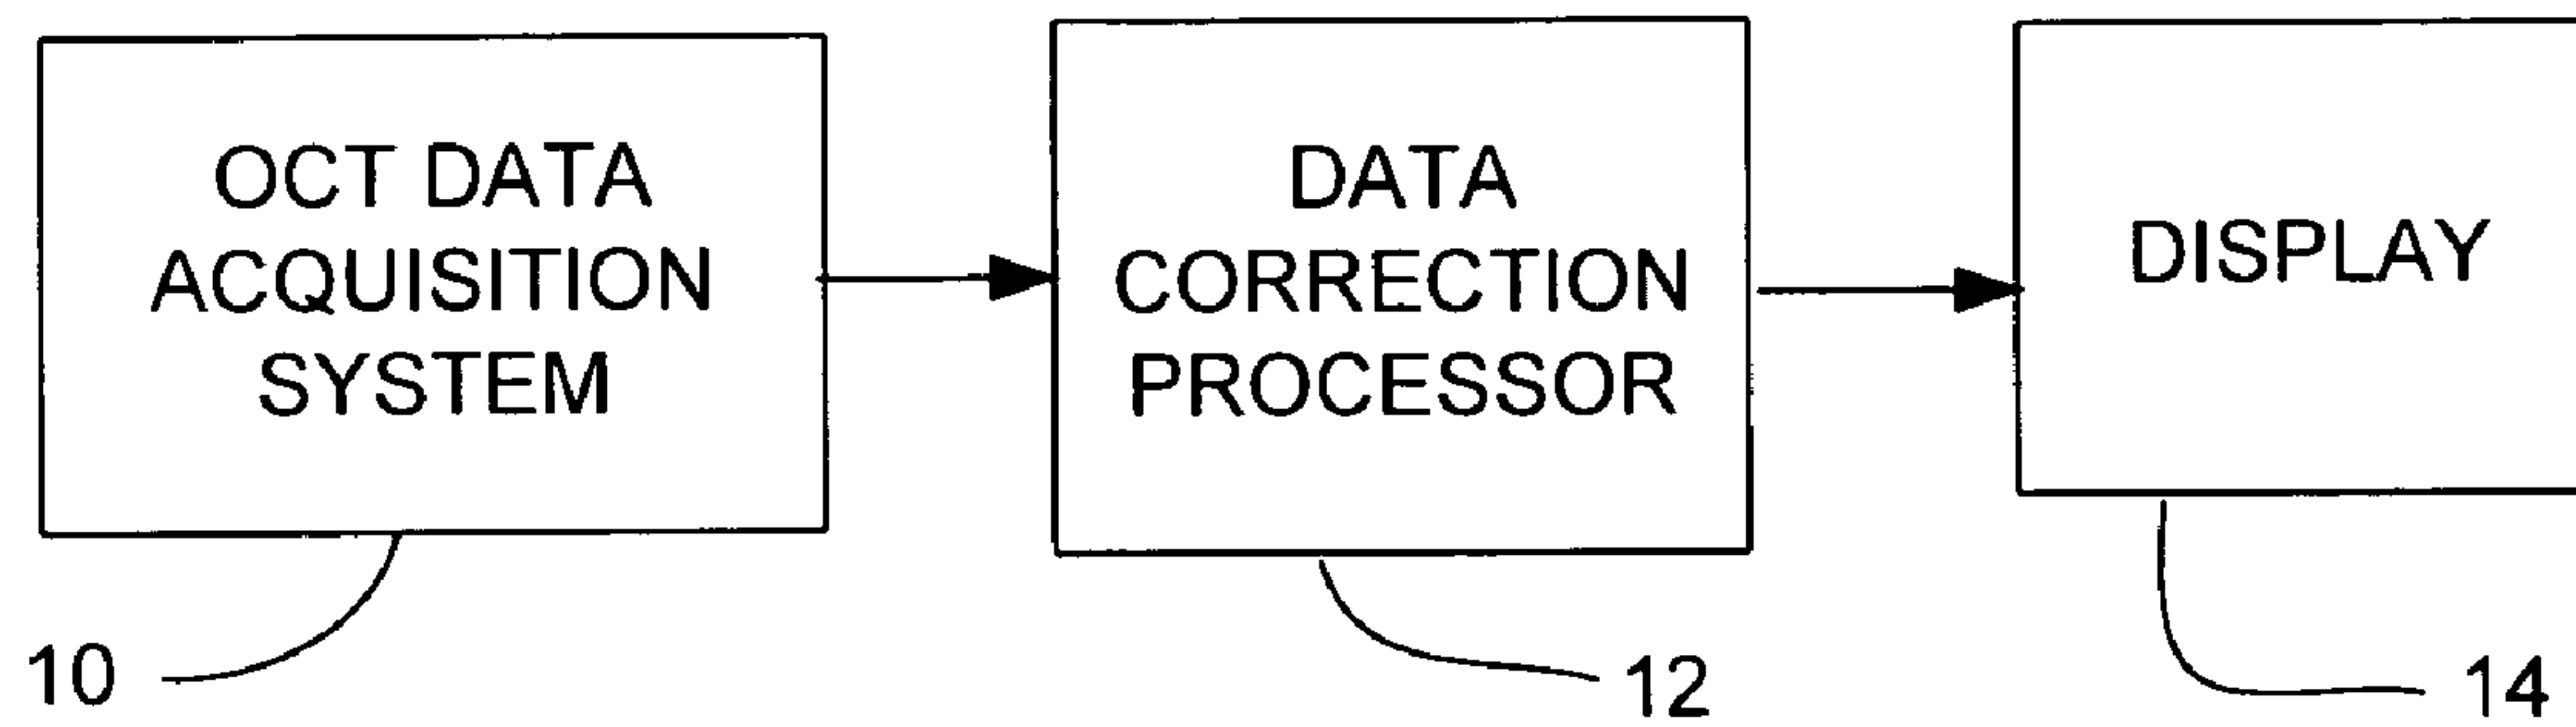 OCT DATA
ACQUISITION
SYSTEM
DATA
CORRECTION
PROCESSOR
DISPLAY
10
12
14